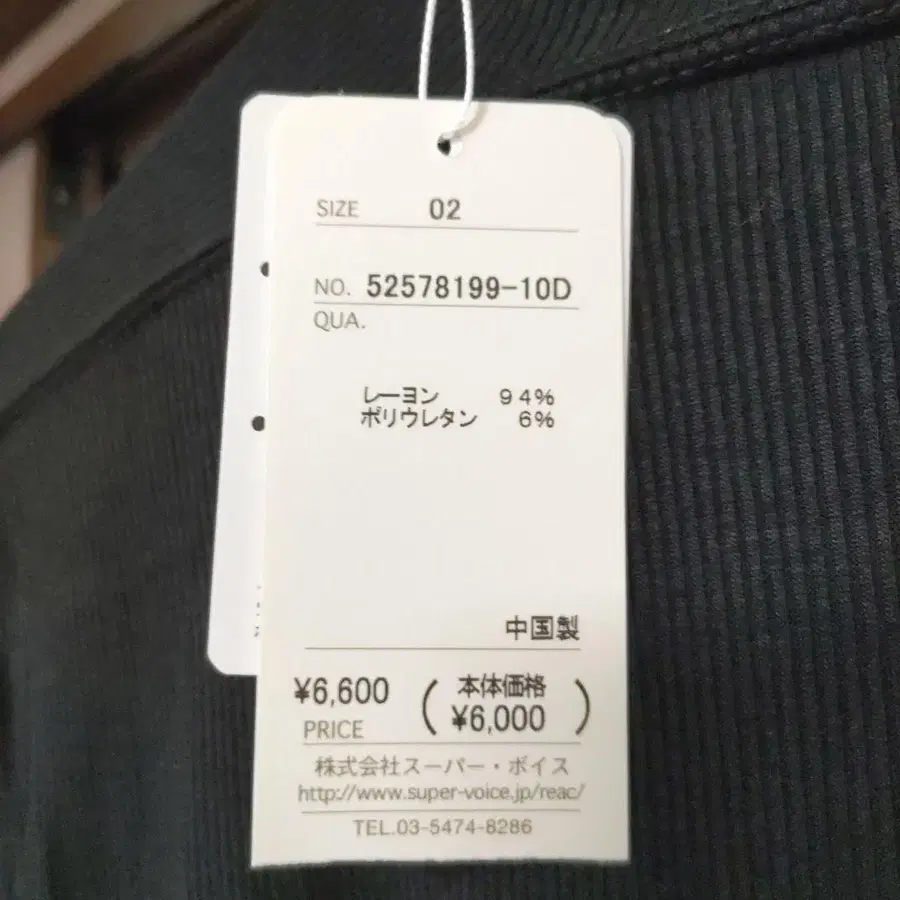 SIZE 02
NO. 52578199-10D
QUA.
レーヨン 94%
ポリウレタン 6%
中国製
¥6,600 (本体価格
PRICE ¥6,000)
株式会社スーパー・ボイス
http://www.super-voice.jp/reac/
TEL.03-5474-8286